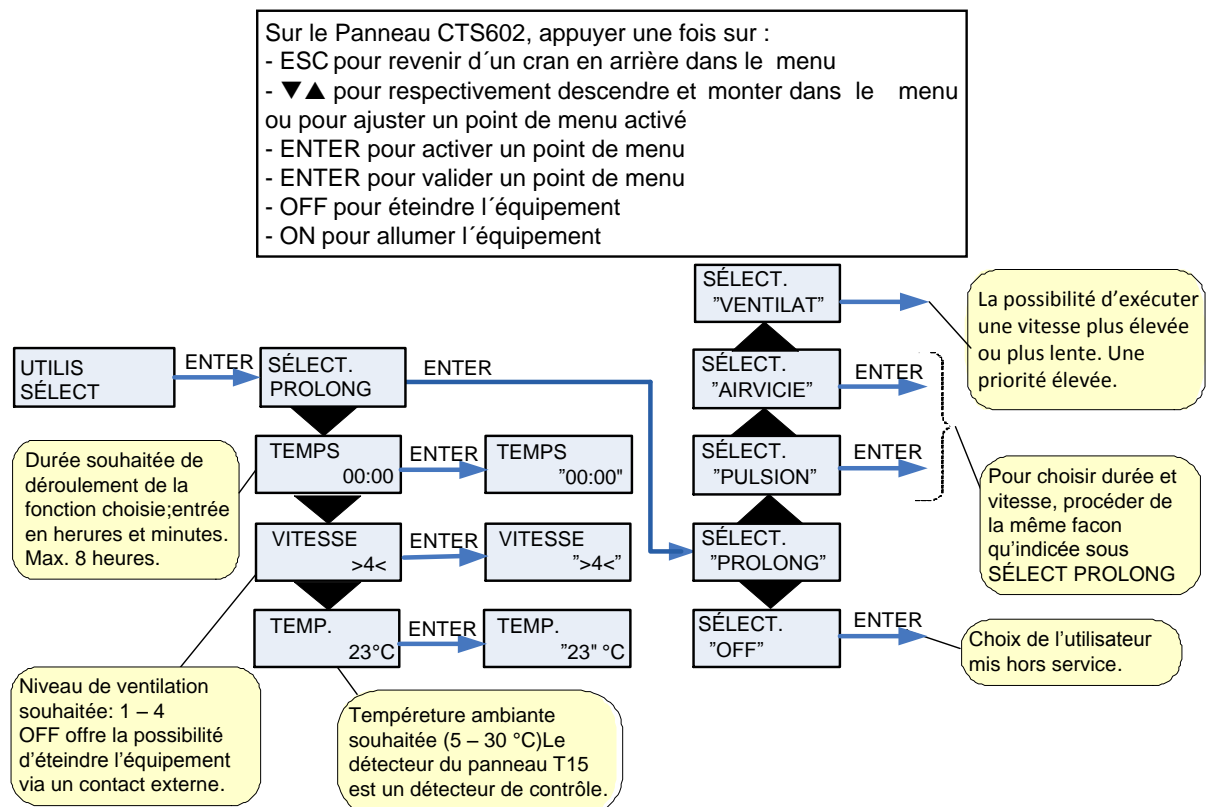 Sur le Panneau CTS602, appuyer une fois sur :
- ESC pour revenir d´un cran en arrière dans le menu
- ▼▲ pour respectivement descendre et monter dans le menu
ou pour ajuster un point de menu activé
- ENTER pour activer un point de menu
- ENTER pour valider un point de menu
- OFF pour éteindre l´équipement
- ON pour allumer l´équipement
UTILIS
SÉLECT
ENTER
SÉLECT.
PROLONG
ENTER
TEMPS
00:00
ENTER
TEMPS
"00:00"
VITESSE
>4<
ENTER
VITESSE
">4<"
TEMP.
23°C
ENTER
TEMP.
"23" °C
Durée souhaitée de
déroulement de la
fonction choisie;entrée
en herures et minutes.
Max. 8 heures.
Niveau de ventilation
souhaitée: 1 – 4
OFF offre la possibilité
d'éteindre l'équipement
via un contact externe.
Tempéreture ambiante
souhaitée (5 – 30 °C)Le
détecteur du panneau T15
est un détecteur de contrôle.
SÉLECT.
"VENTILAT"
SÉLECT.
"AIRVICIE"
ENTER
SÉLECT.
"PULSION"
ENTER
SÉLECT.
"PROLONG"
SÉLECT.
"OFF"
ENTER
La possibilité d'exécuter
une vitesse plus élevée
ou plus lente. Une
priorité élevée.
Pour choisir durée et
vitesse, procéder de
la même facon
qu'indicée sous
SÉLECT PROLONG
Choix de l'utilisateur
mis hors service.